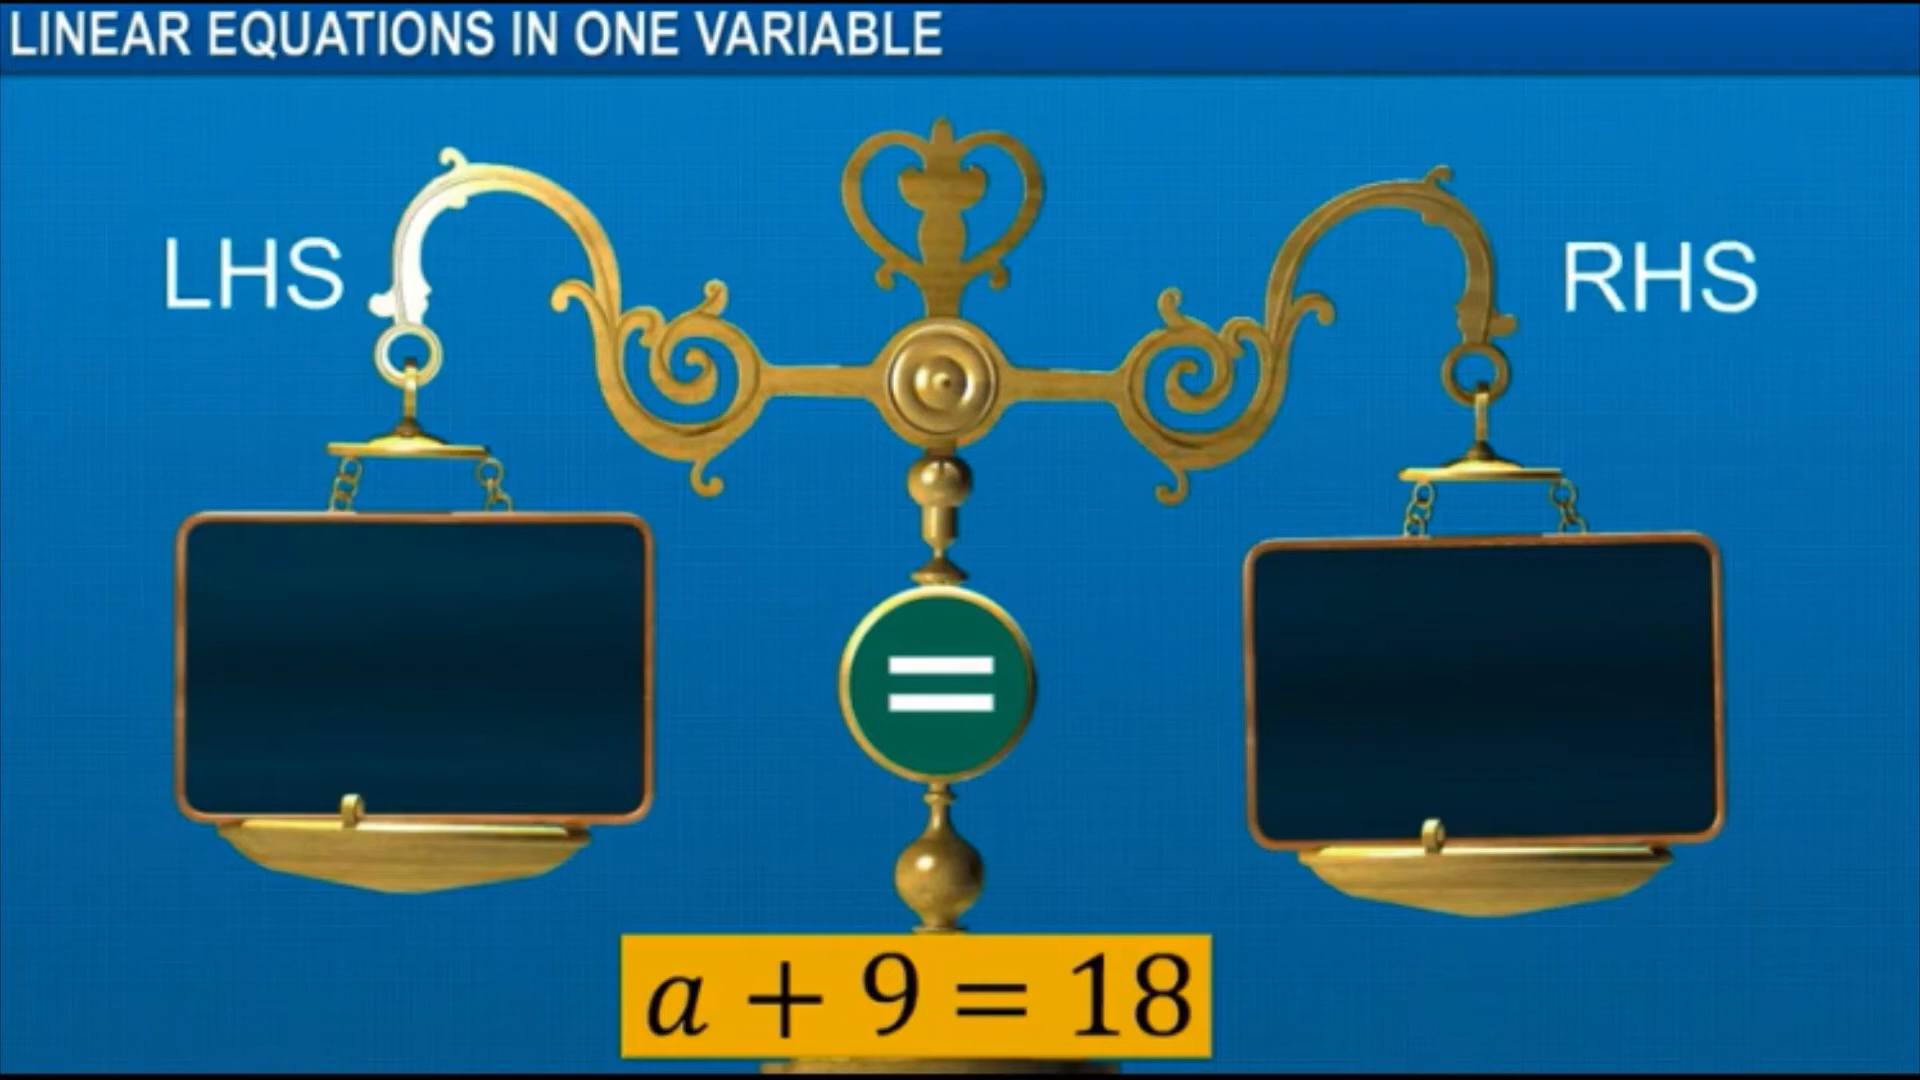 LINEAR EQUATIONS IN ONE VARIABLE
LHS
RHS
=
a + 9 = 18